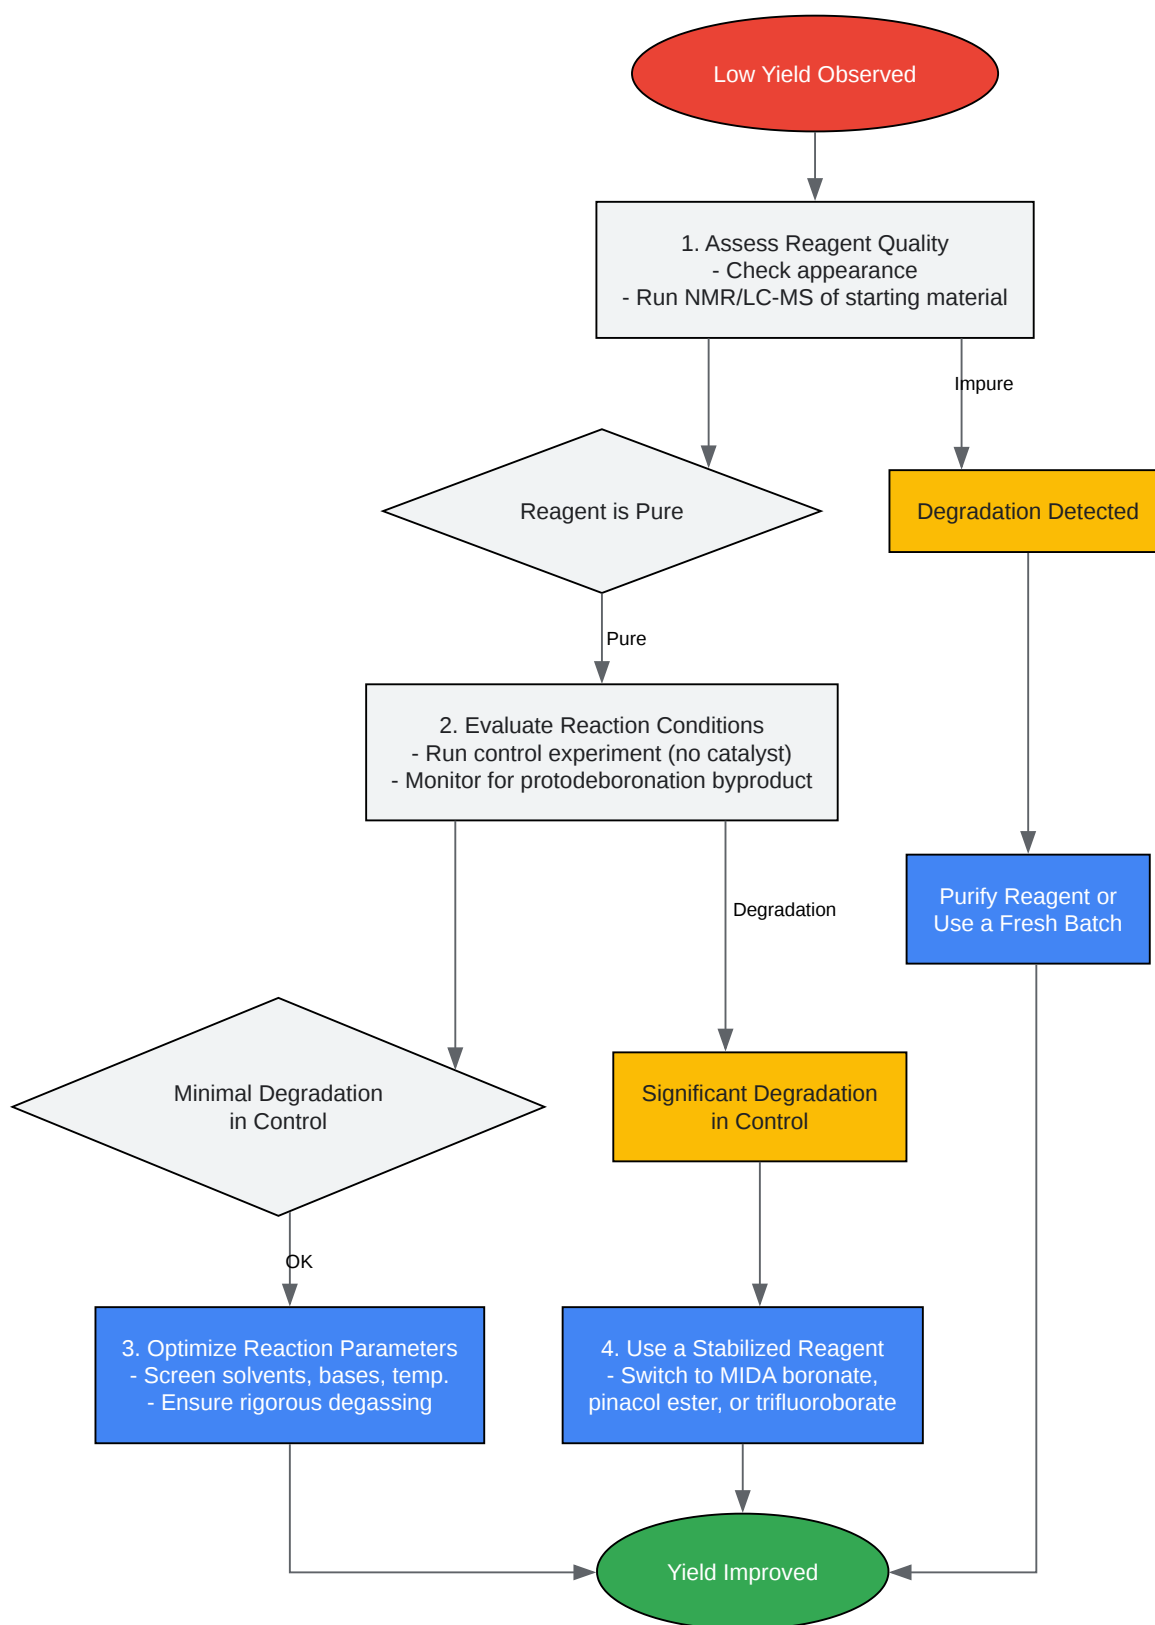 Low Yield Observed
1. Assess Reagent Quality
- Check appearance
- Run NMR/LC-MS of starting material
Impure
Reagent is Pure
Degradation Detected
Pure
2. Evaluate Reaction Conditions
- Run control experiment (no catalyst)
- Monitor for protodeboronation byproduct
Degradation
Purify Reagent or
Use a Fresh Batch
Minimal Degradation
in Control
Significant Degradation
in Control
OK
3. Optimize Reaction Parameters
- Screen solvents, bases, temp.
- Ensure rigorous degassing
4. Use a Stabilized Reagent
- Switch to MIDA boronate,
pinacol ester, or trifluoroborate
Yield Improved